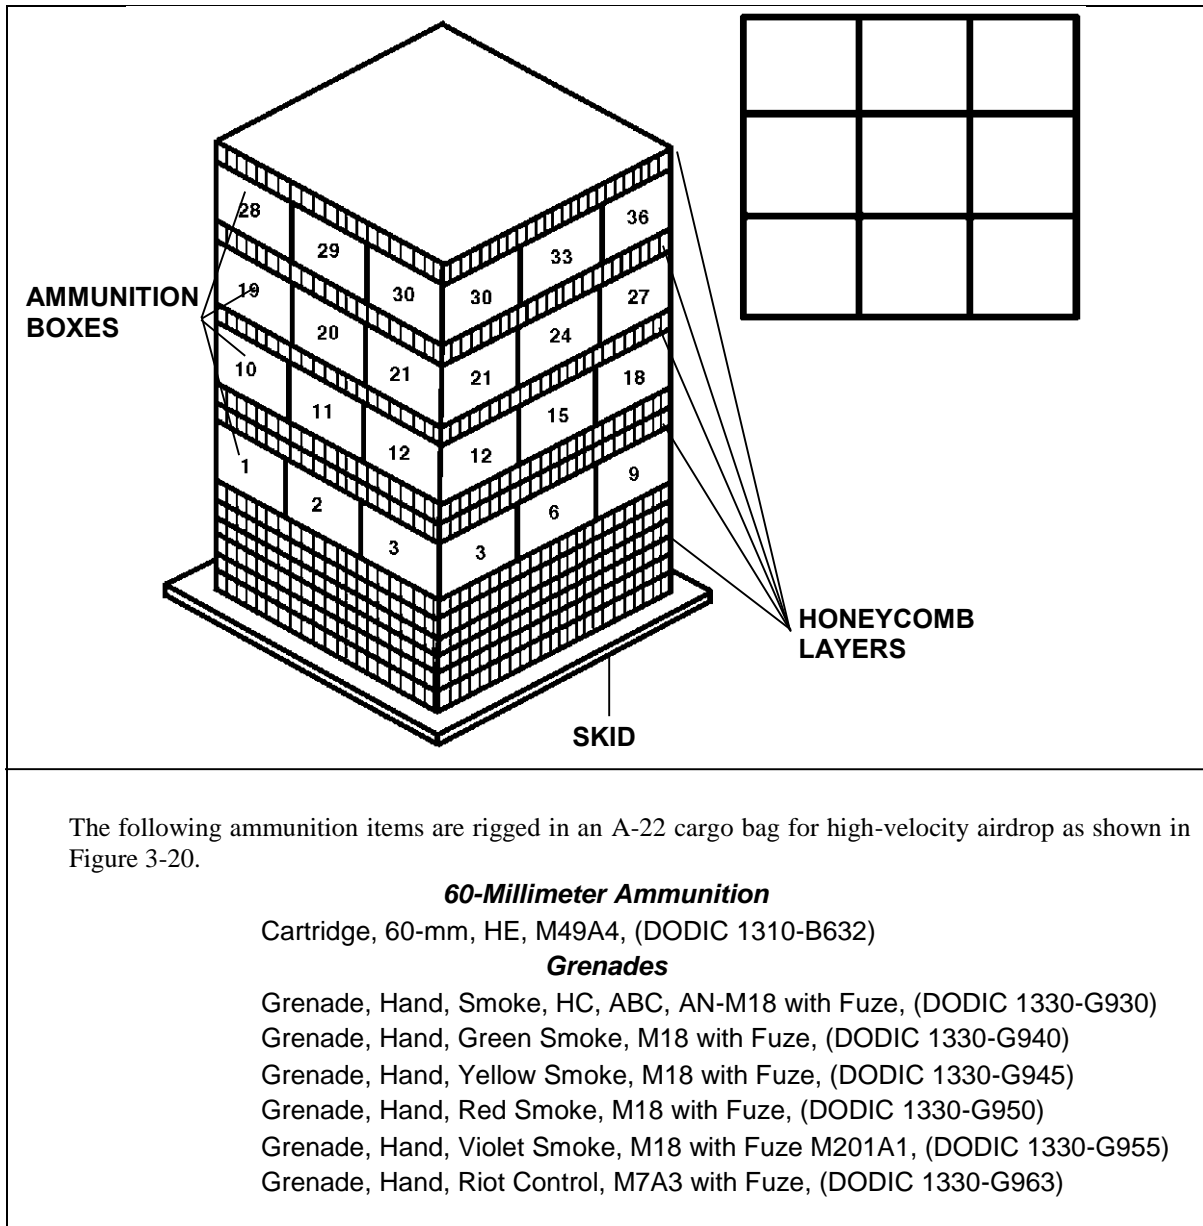 28
29
30
30
33
36
AMMUNITION
BOXES
19
20
21
21
24
27
10
11
12
12
15
18
1
2
3
3
6
9
HONEYCOMB
LAYERS
SKID
The following ammunition items are rigged in an A-22 cargo bag for high-velocity airdrop as shown in
Figure 3-20.
60-Millimeter Ammunition
Cartridge, 60-mm, HE, M49A4, (DODIC 1310-B632)
Grenades
Grenade, Hand, Smoke, HC, ABC, AN-M18 with Fuze, (DODIC 1330-G930)
Grenade, Hand, Green Smoke, M18 with Fuze, (DODIC 1330-G940)
Grenade, Hand, Yellow Smoke, M18 with Fuze, (DODIC 1330-G945)
Grenade, Hand, Red Smoke, M18 with Fuze, (DODIC 1330-G950)
Grenade, Hand, Violet Smoke, M18 with Fuze M201A1, (DODIC 1330-G955)
Grenade, Hand, Riot Control, M7A3 with Fuze, (DODIC 1330-G963)